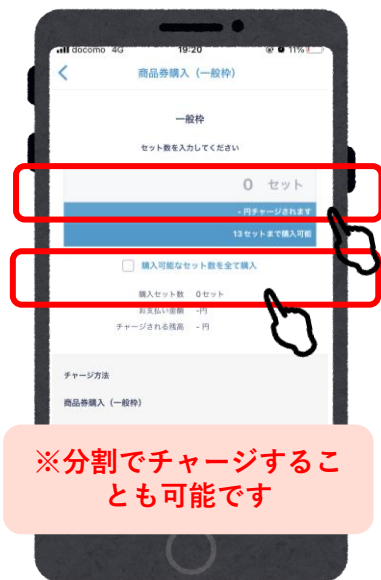 docomo 4G 19:20 11%
商品券購入（一般枠）
一般枠
セット数を入力してください
0 セット
- 円チャージされます
13セットまで購入可能
購入可能なセット数を全て購入
購入セット数 0セット
お支払い金額 -円
チャージされる残高 - 円
チャージ方法
商品券購入（一般枠）
※分割でチャージするこ
とも可能です